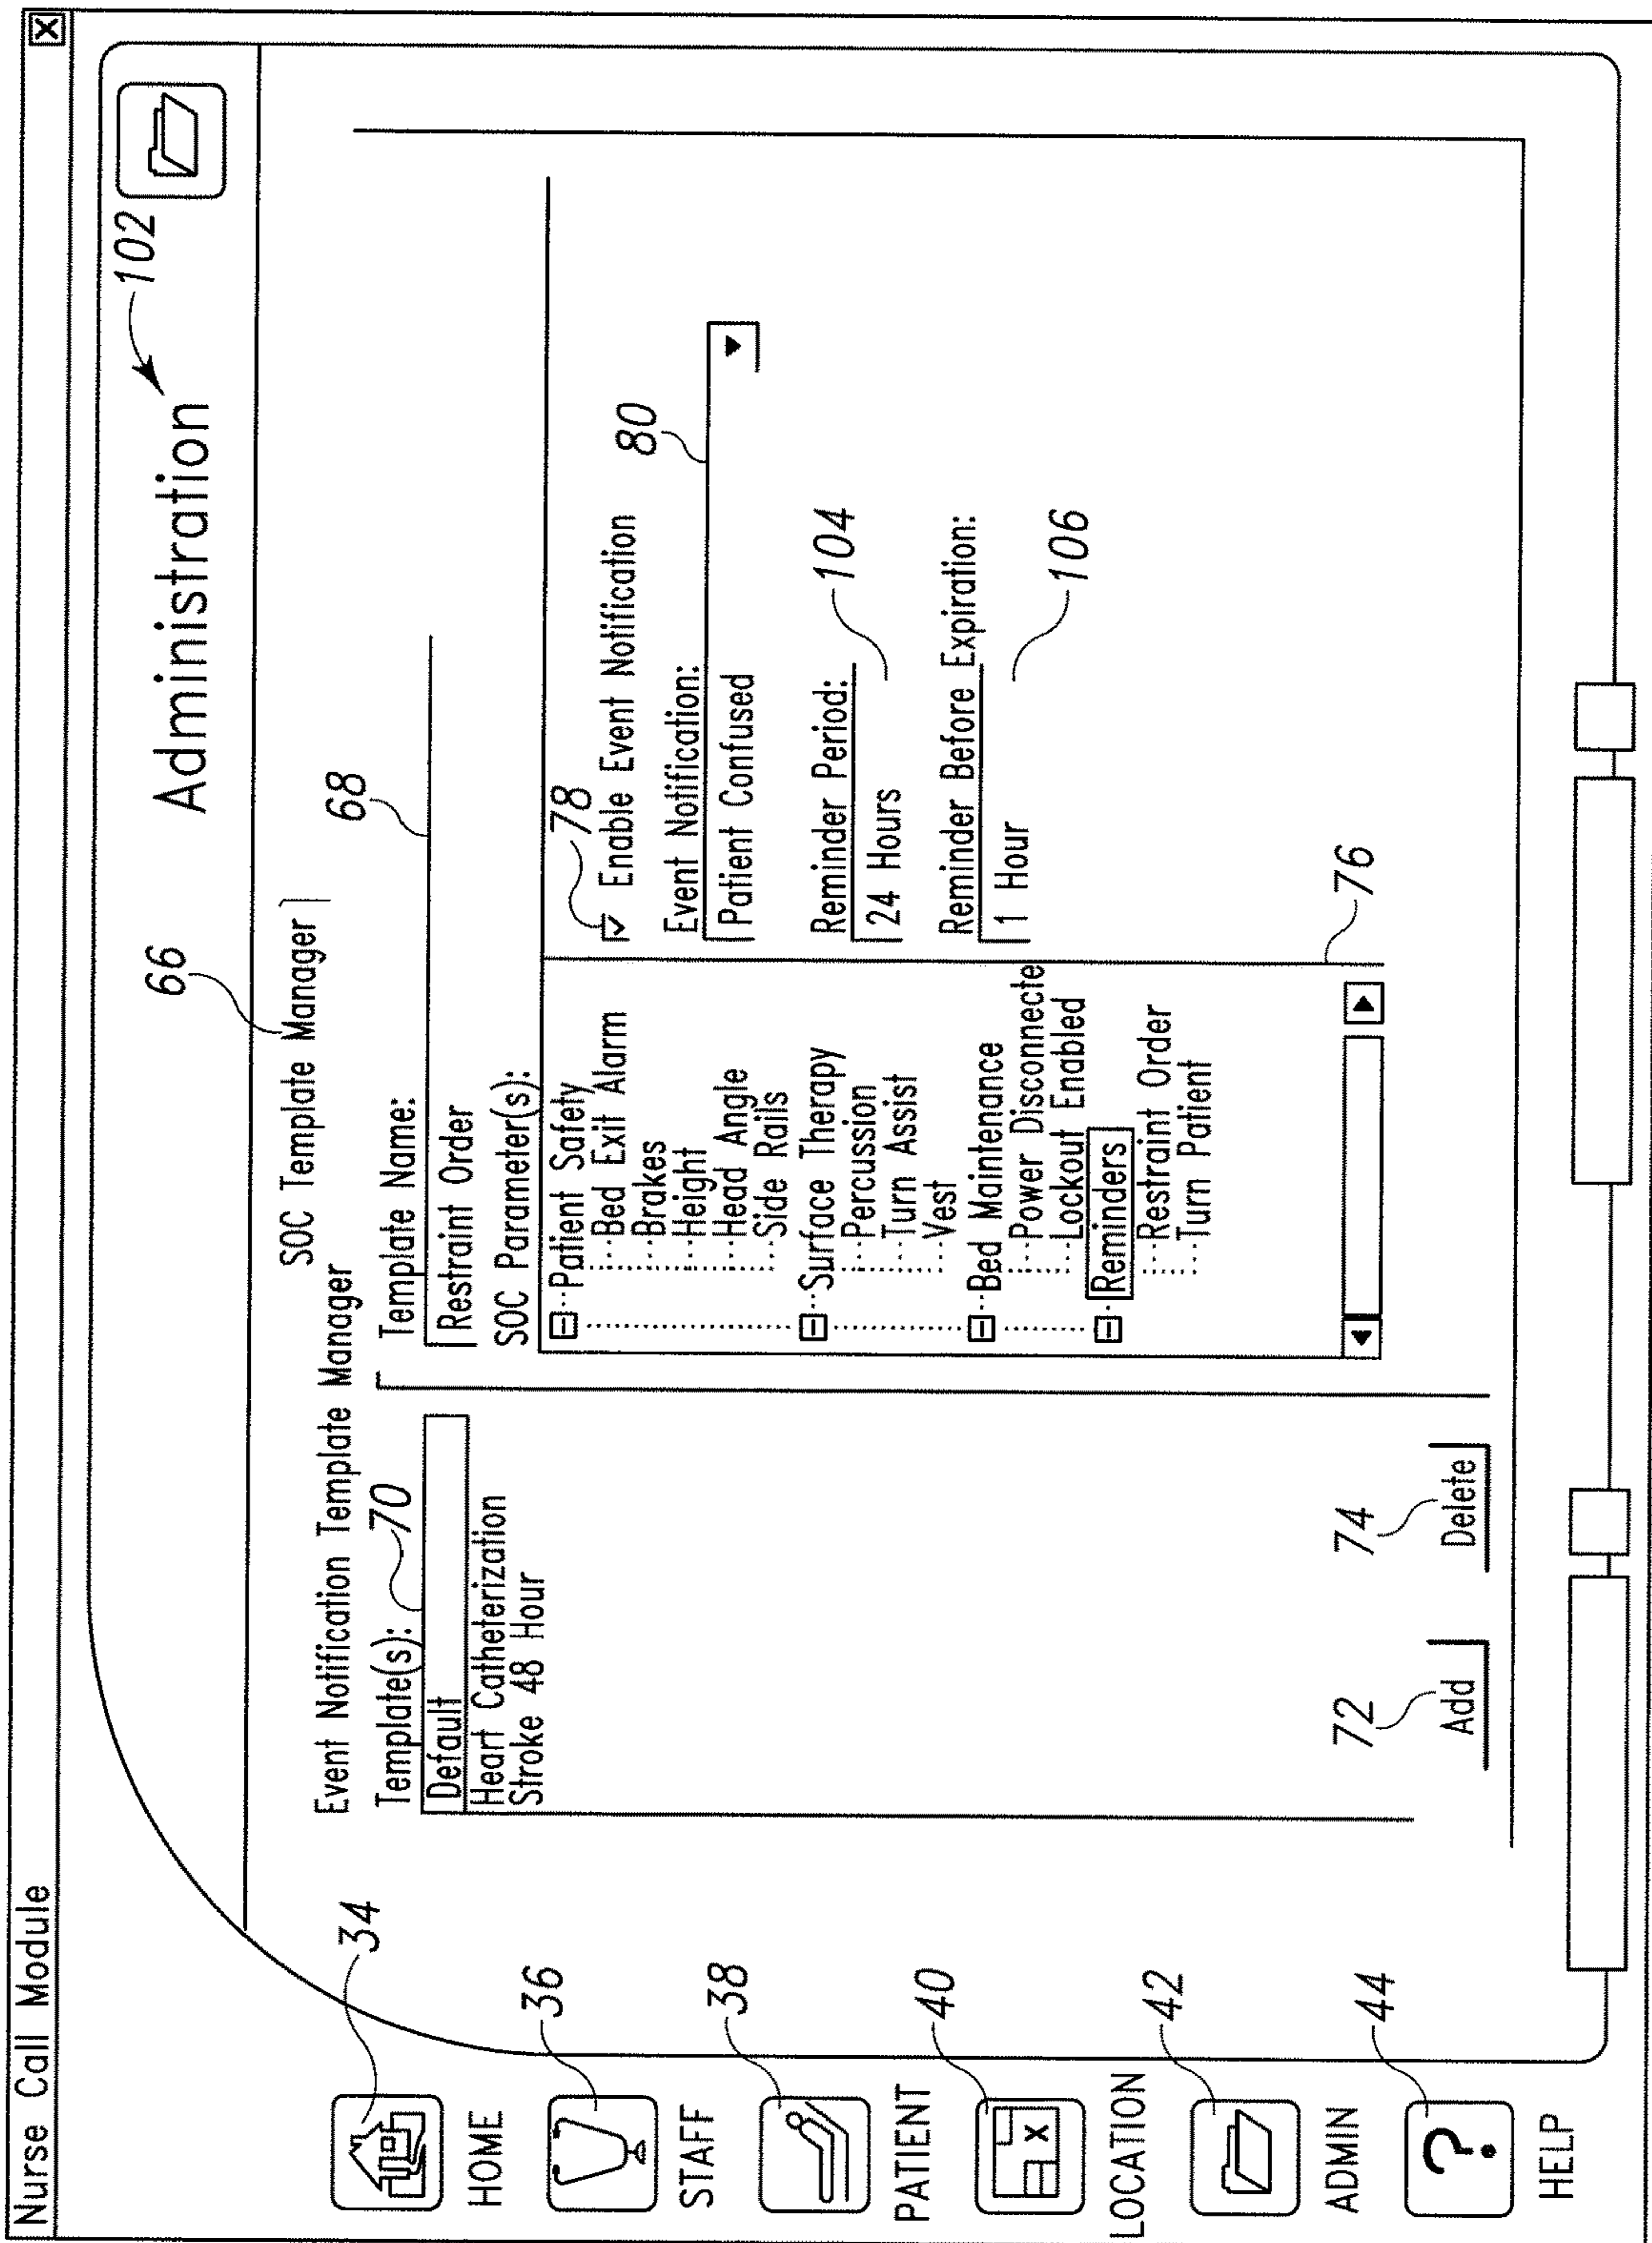 Nurse Call Module
Administration
102
66
SOC Template Manager
Event Notification Template Manager
Template(s):
70
Default
Heart Catheterization
Stroke 48 Hour
72
Add
74
Delete
Template Name:
68
Restraint Order
SOC Parameter(s):
Patient Safety
Bed Exit Alarm
Brakes
Height
Head Angle
Side Rails
Surface Therapy
Percussion
Turn Assist
Vest
Bed Maintenance
Power Disconnecte
Lockout Enabled
Reminders
Restraint Order
Turn Patient
76
78
Enable Event Notification
Event Notification:
80
Patient Confused
Reminder Period:
24 Hours
104
Reminder Before Expiration:
1 Hour
106
34
HOME
36
STAFF
38
PATIENT
40
X
LOCATION
42
ADMIN
44
?
HELP